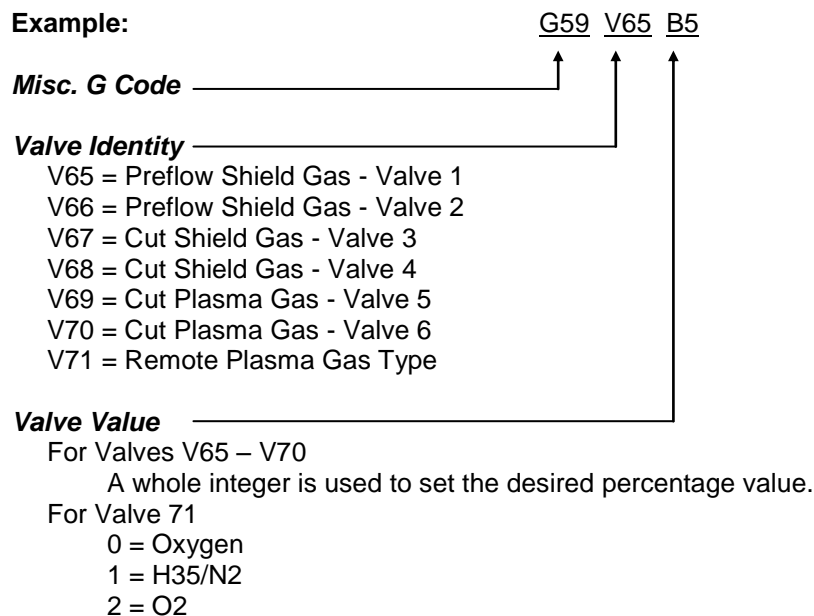 Example: G59 V65 B5
Misc. G Code
Valve Identity
V65 = Preflow Shield Gas - Valve 1
V66 = Preflow Shield Gas - Valve 2
V67 = Cut Shield Gas - Valve 3
V68 = Cut Shield Gas - Valve 4
V69 = Cut Plasma Gas - Valve 5
V70 = Cut Plasma Gas - Valve 6
V71 = Remote Plasma Gas Type
Valve Value
For Valves V65 – V70
A whole integer is used to set the desired percentage value.
For Valve 71
0 = Oxygen
1 = H35/N2
2 = O2